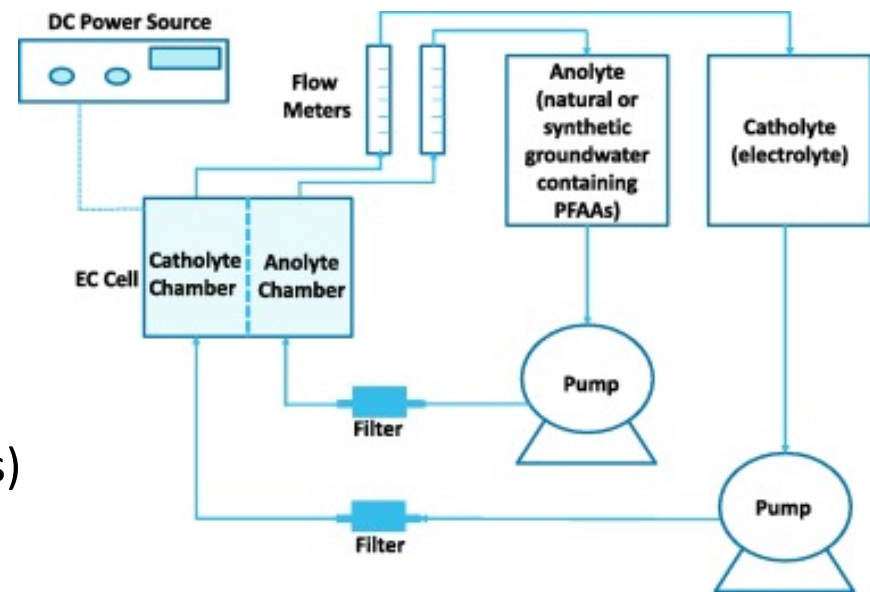 DC Power Source
Flow
Meters
Anolyte
(natural or
synthetic
groundwater
containing
PFAAs)
Catholyte
(electrolyte)
EC Cell
Catholyte
Chamber
Anolyte
Chamber
Pump
Filter
s)
Pump
Filter